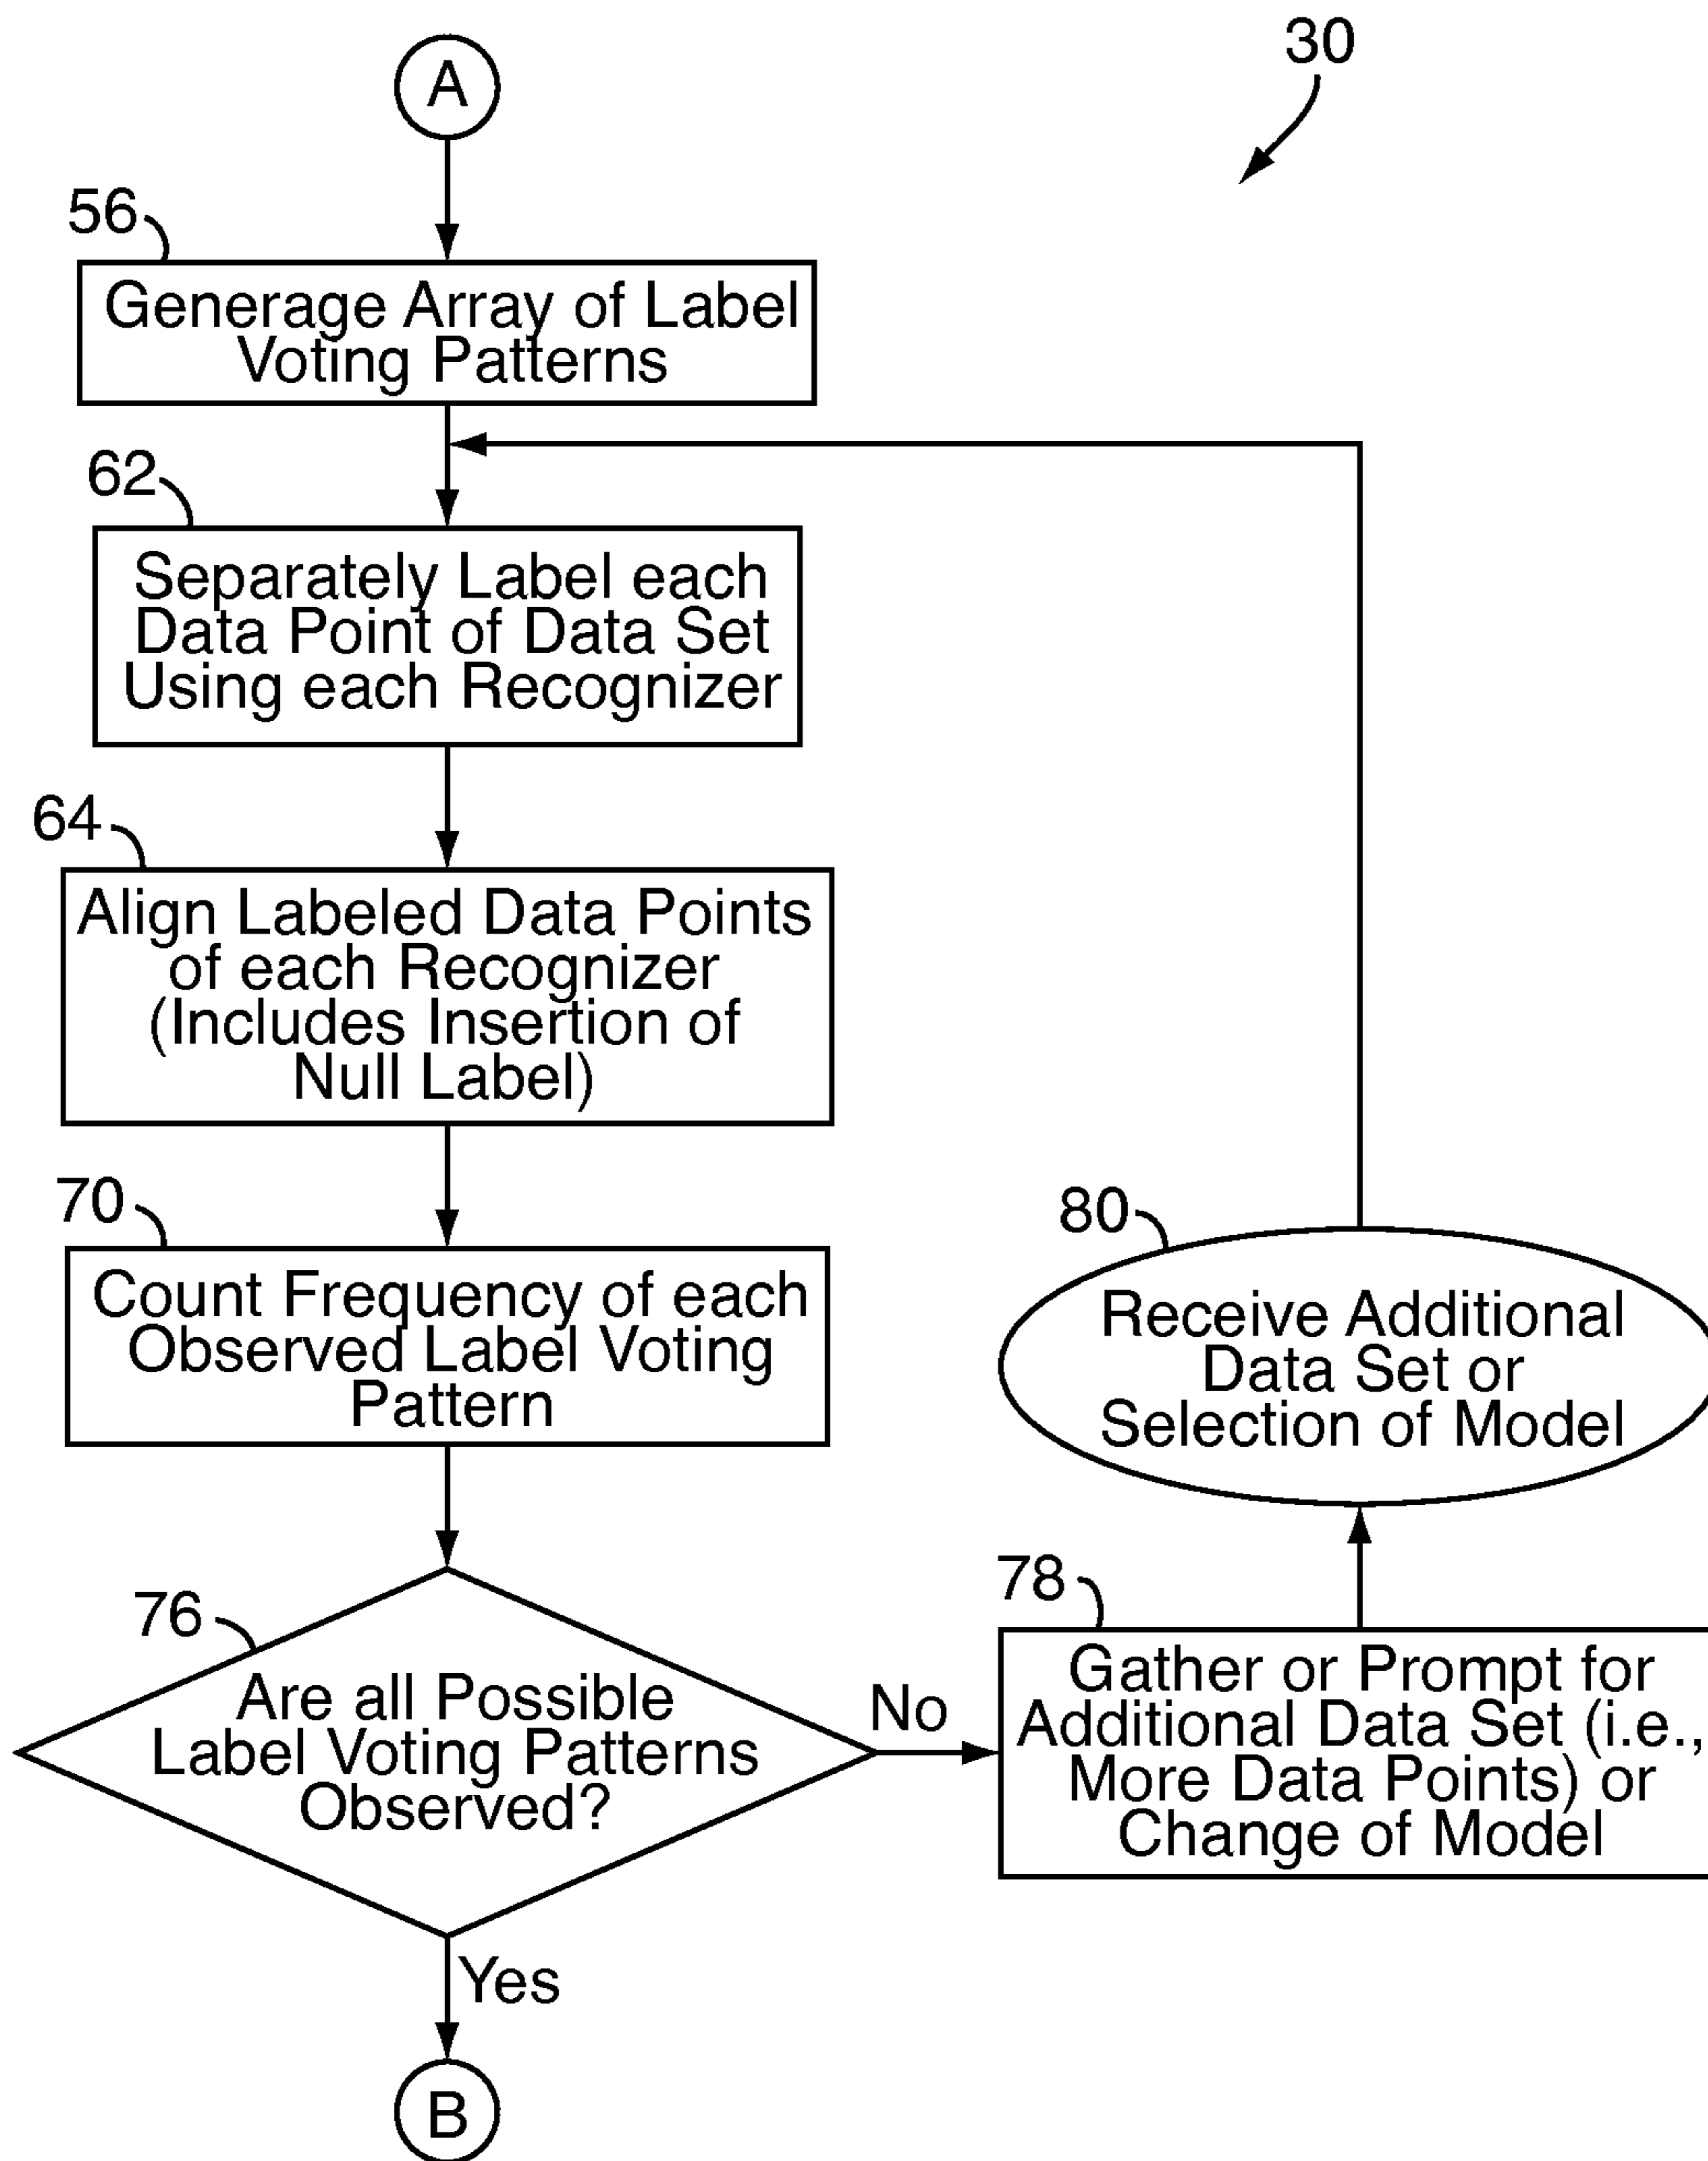 A
30
56
Generage Array of Label
Voting Patterns
62
Separately Label each
Data Point of Data Set
Using each Recognizer
64
Align Labeled Data Points
of each Recognizer
(Includes Insertion of
Null Label)
70
Count Frequency of each
Observed Label Voting
Pattern
80
Receive Additional
Data Set or
Selection of Model
76
Are all Possible
Label Voting Patterns
Observed?
No
78
Gather or Prompt for
Additional Data Set (i.e.,
More Data Points) or
Change of Model
Yes
B